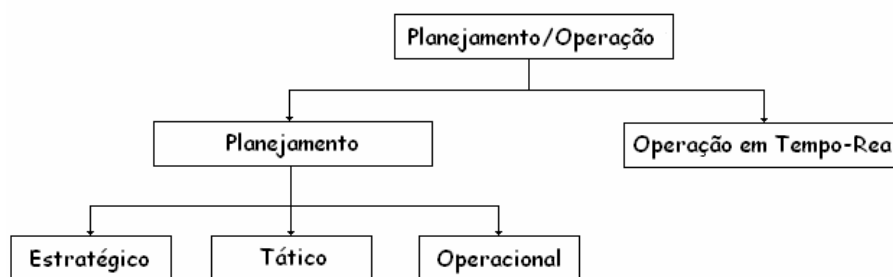 Planejamento/Operação
Planejamento
Operação em Tempo-Rea
Estratégico
Tático
Operacional